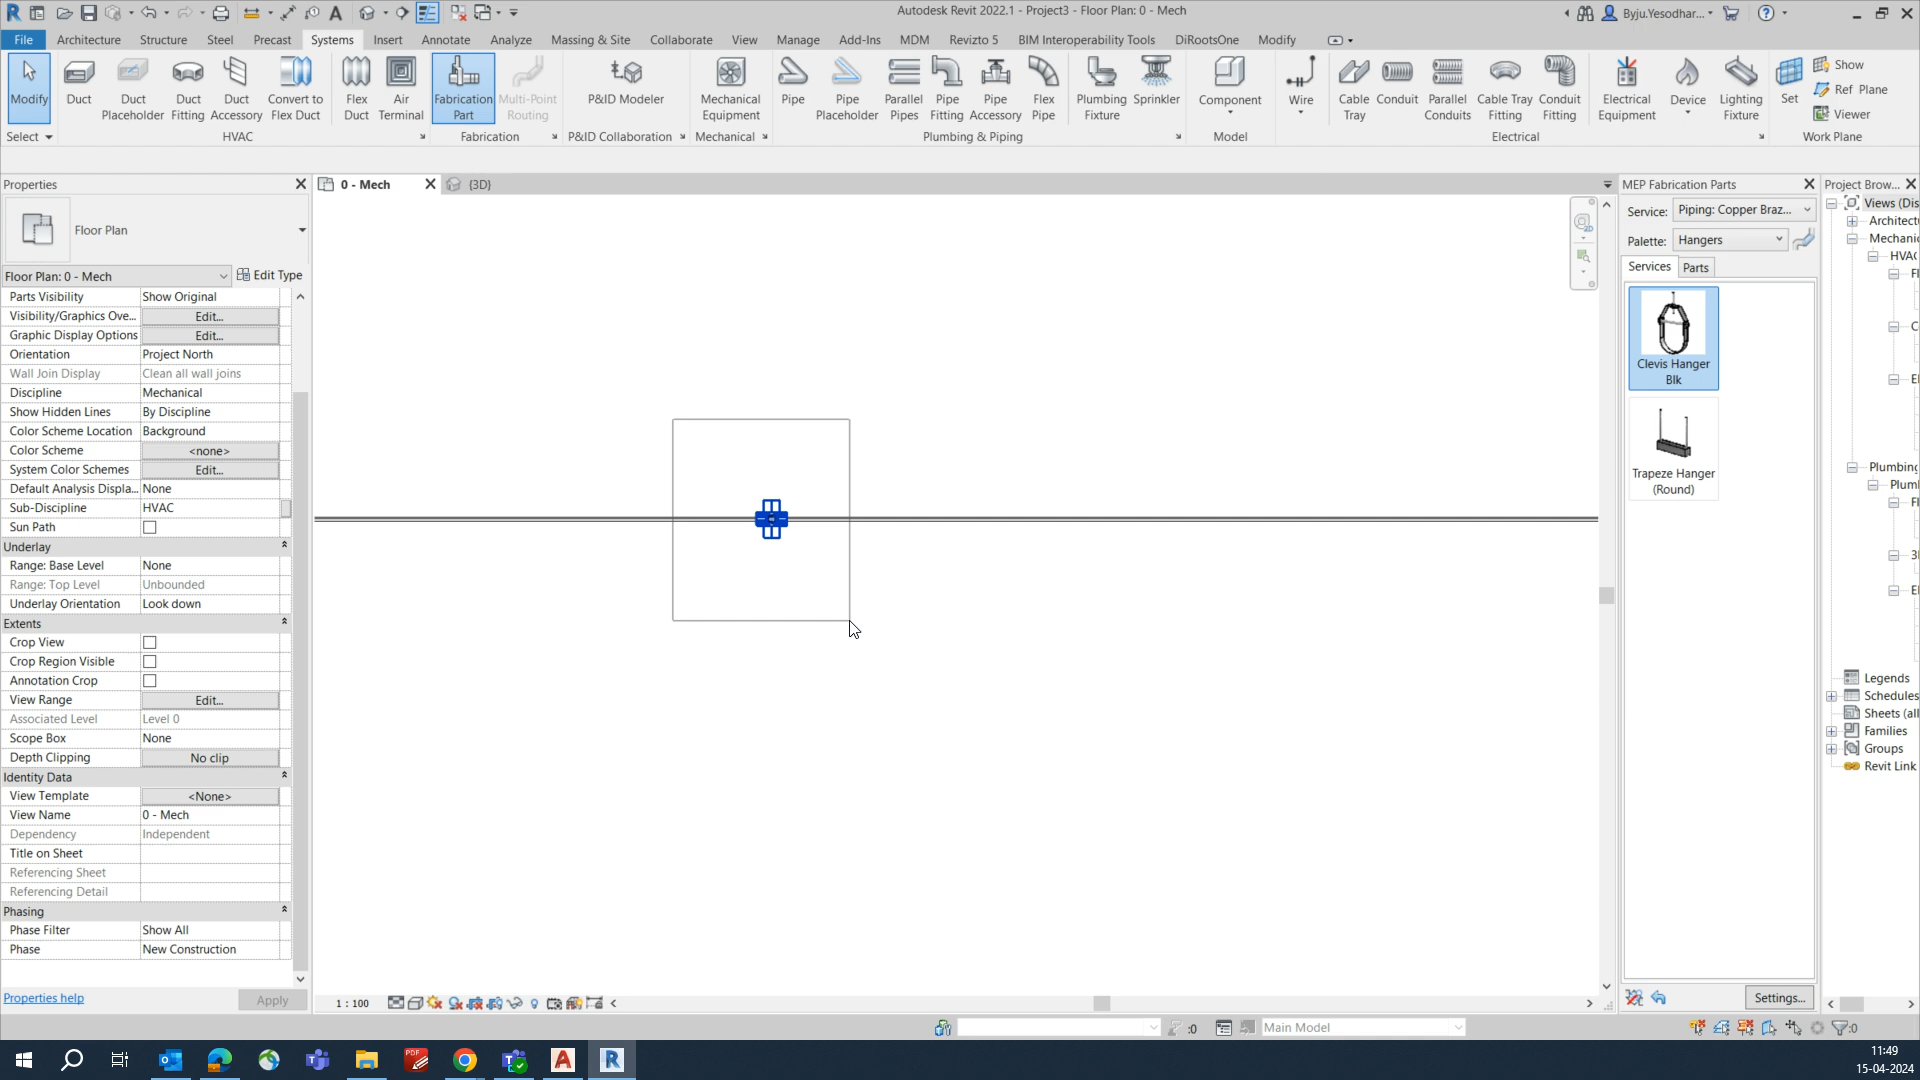 Autodesk Revit 2022.1 - Project3 - Floor Plan: 0 - Mech
Byju.Yesodhar...
File Architecture Structure Steel Precast Systems Insert Annotate Analyze Massing & Site Collaborate View Manage Add-Ins MDM Revizto 5 BIM Interoperability Tools DiRootsOne Modify
Modify
Duct
Duct Placeholder
Duct Fitting
Duct Accessory
Convert to Flex Duct
Flex Duct
Air Terminal
Fabrication Part
Multi-Point Routing
P&ID Modeler
Mechanical Equipment
Pipe
Pipe Placeholder
Parallel Pipes
Pipe Fitting
Pipe Accessory
Flex Pipe
Plumbing Fixture
Sprinkler
Component
Wire
Cable Tray
Conduit
Parallel Conduits
Cable Tray Fitting
Conduit Fitting
Electrical Equipment
Device
Lighting Fixture
Set
Show
Ref Plane
Viewer
Select HVAC Fabrication P&ID Collaboration Mechanical Plumbing & Piping Model Electrical Work Plane
Properties
Floor Plan
Floor Plan: 0 - Mech Edit Type
Parts Visibility Show Original
Visibility/Graphics Ove... Edit...
Graphic Display Options Edit...
Orientation Project North
Wall Join Display Clean all wall joins
Discipline Mechanical
Show Hidden Lines By Discipline
Color Scheme Location Background
Color Scheme <none>
System Color Schemes Edit...
Default Analysis Displa... None
Sub-Discipline HVAC
Sun Path
Underlay
Range: Base Level None
Range: Top Level Unbounded
Underlay Orientation Look down
Extents
Crop View
Crop Region Visible
Annotation Crop
View Range Edit...
Associated Level Level 0
Scope Box None
Depth Clipping No clip
Identity Data
View Template <None>
View Name 0 - Mech
Dependency Independent
Title on Sheet
Referencing Sheet
Referencing Detail
Phasing
Phase Filter Show All
Phase New Construction
Properties help Apply
0 - Mech {3D}
1 : 100
MEP Fabrication Parts
Service: Piping: Copper Braz...
Palette: Hangers
Services Parts
Clevis Hanger
Blk
Trapeze Hanger
(Round)
Settings...
Project Brow...
Views (Dis
Architectu
Mechanic
HVAC
Fl
C
El
Plumbing
Plumb
Fl
3
El
Legends
Schedules
Sheets (all
Families
Groups
Revit Link
:0 Main Model :0
11:49
15-04-2024